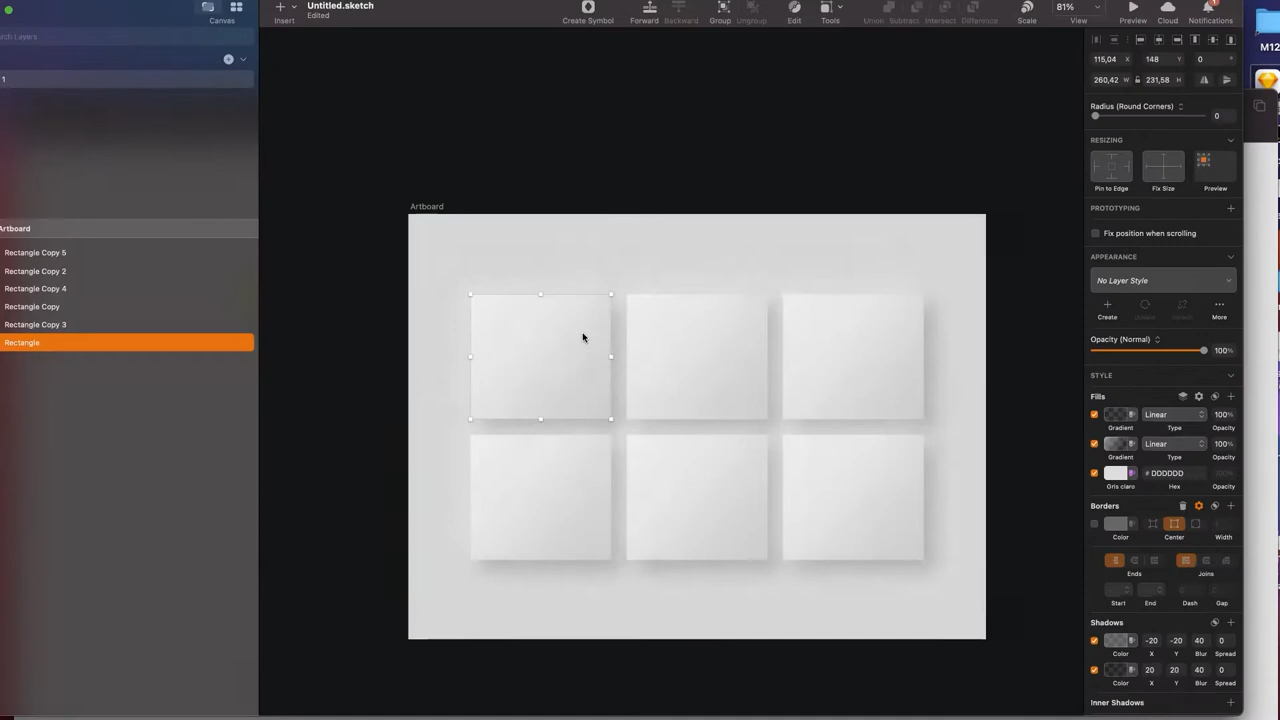 Untitled.sketch
Edited
Canvas
Insert
Create Symbol
Forward
Backward
Group
Ungroup
Edit
Tools
Union
Subtract
Intersect
Difference
Scale
81%
View
Preview
Cloud
1
Notifications
M12
ch Layers
1
Artboard
Rectangle Copy 5
Rectangle Copy 2
Rectangle Copy 4
Rectangle Copy
Rectangle Copy 3
Rectangle
Artboard
115,04 X 148 Y 0 °
260,42 W 231,58 H
Radius (Round Corners)
0
RESIZING
Pin to Edge Fix Size Preview
PROTOTYPING
Fix position when scrolling
APPEARANCE
No Layer Style
Create More
Opacity (Normal)
100%
STYLE
Fills
Linear 100%
Gradient Type Opacity
Linear 100%
Gradient Type Opacity
# DDDDDD
Gris claro Hex Opacity
Borders
Color Center Width
Ends Joins
Start End Dash Gap
Shadows
-20 -20 40 0
Color X Y Blur Spread
20 20 40 0
Color X Y Blur Spread
Inner Shadows